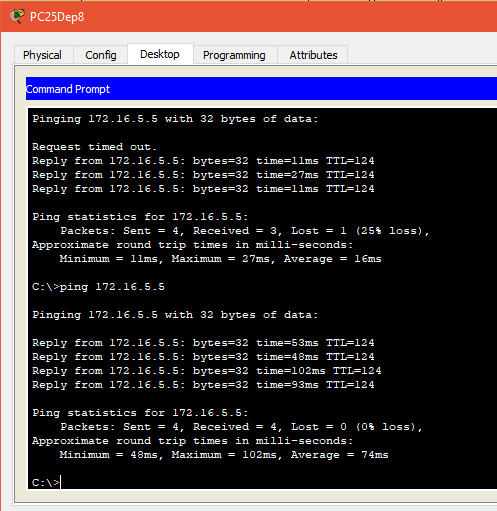 PC25Dep8
Physical Config Desktop Programming Attributes
Command Prompt
Pinging 172.16.5.5 with 32 bytes of data:
Request timed out.
Reply from 172.16.5.5: bytes=32 time=11ms TTL=124
Reply from 172.16.5.5: bytes=32 time=27ms TTL=124
Reply from 172.16.5.5: bytes=32 time=11ms TTL=124
Ping statistics for 172.16.5.5:
Packets: Sent = 4, Received = 3, Lost = 1 (25% loss),
Approximate round trip times in milli-seconds:
Minimum = 11ms, Maximum = 27ms, Average = 16ms
C:\>ping 172.16.5.5
Pinging 172.16.5.5 with 32 bytes of data:
Reply from 172.16.5.5: bytes=32 time=53ms TTL=124
Reply from 172.16.5.5: bytes=32 time=48ms TTL=124
Reply from 172.16.5.5: bytes=32 time=102ms TTL=124
Reply from 172.16.5.5: bytes=32 time=93ms TTL=124
Ping statistics for 172.16.5.5:
Packets: Sent = 4, Received = 4, Lost = 0 (0% loss),
Approximate round trip times in milli-seconds:
Minimum = 48ms, Maximum = 102ms, Average = 74ms
C:\>